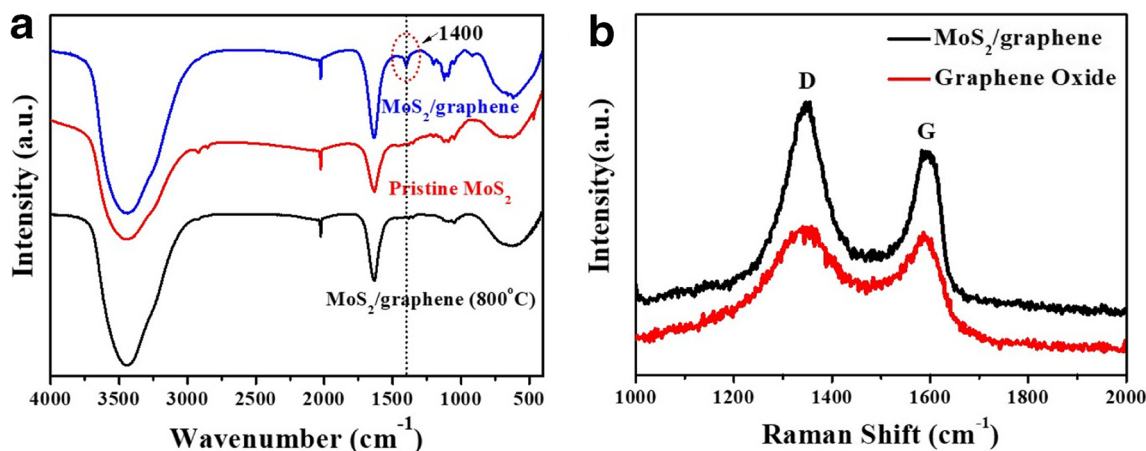 a
1400
MoS2/graphene
Pristine MoS2
MoS2/graphene (800°C)
Intensity (a.u.)
4000 3500 3000 2500 2000 1500 1000 500
Wavenumber (cm-1)
b
MoS2/graphene
Graphene Oxide
D
G
Intensity(a.u.)
1000 1200 1400 1600 1800 2000
Raman Shift (cm-1)